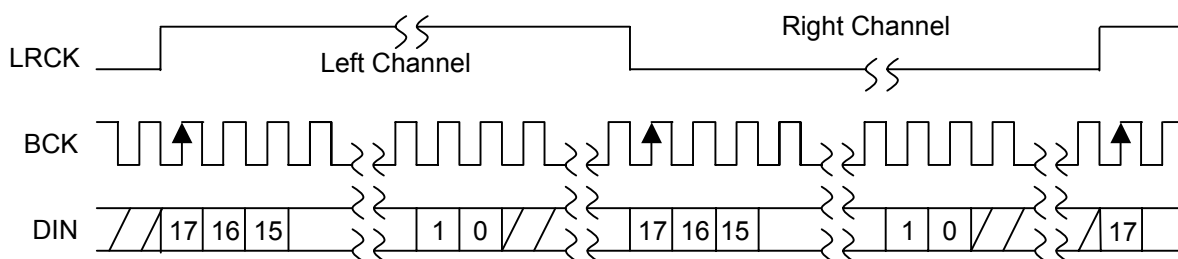 Right Channel
LRCK
Left Channel
BCK
DIN 17 16 15 1 0 17 16 15 1 0 17